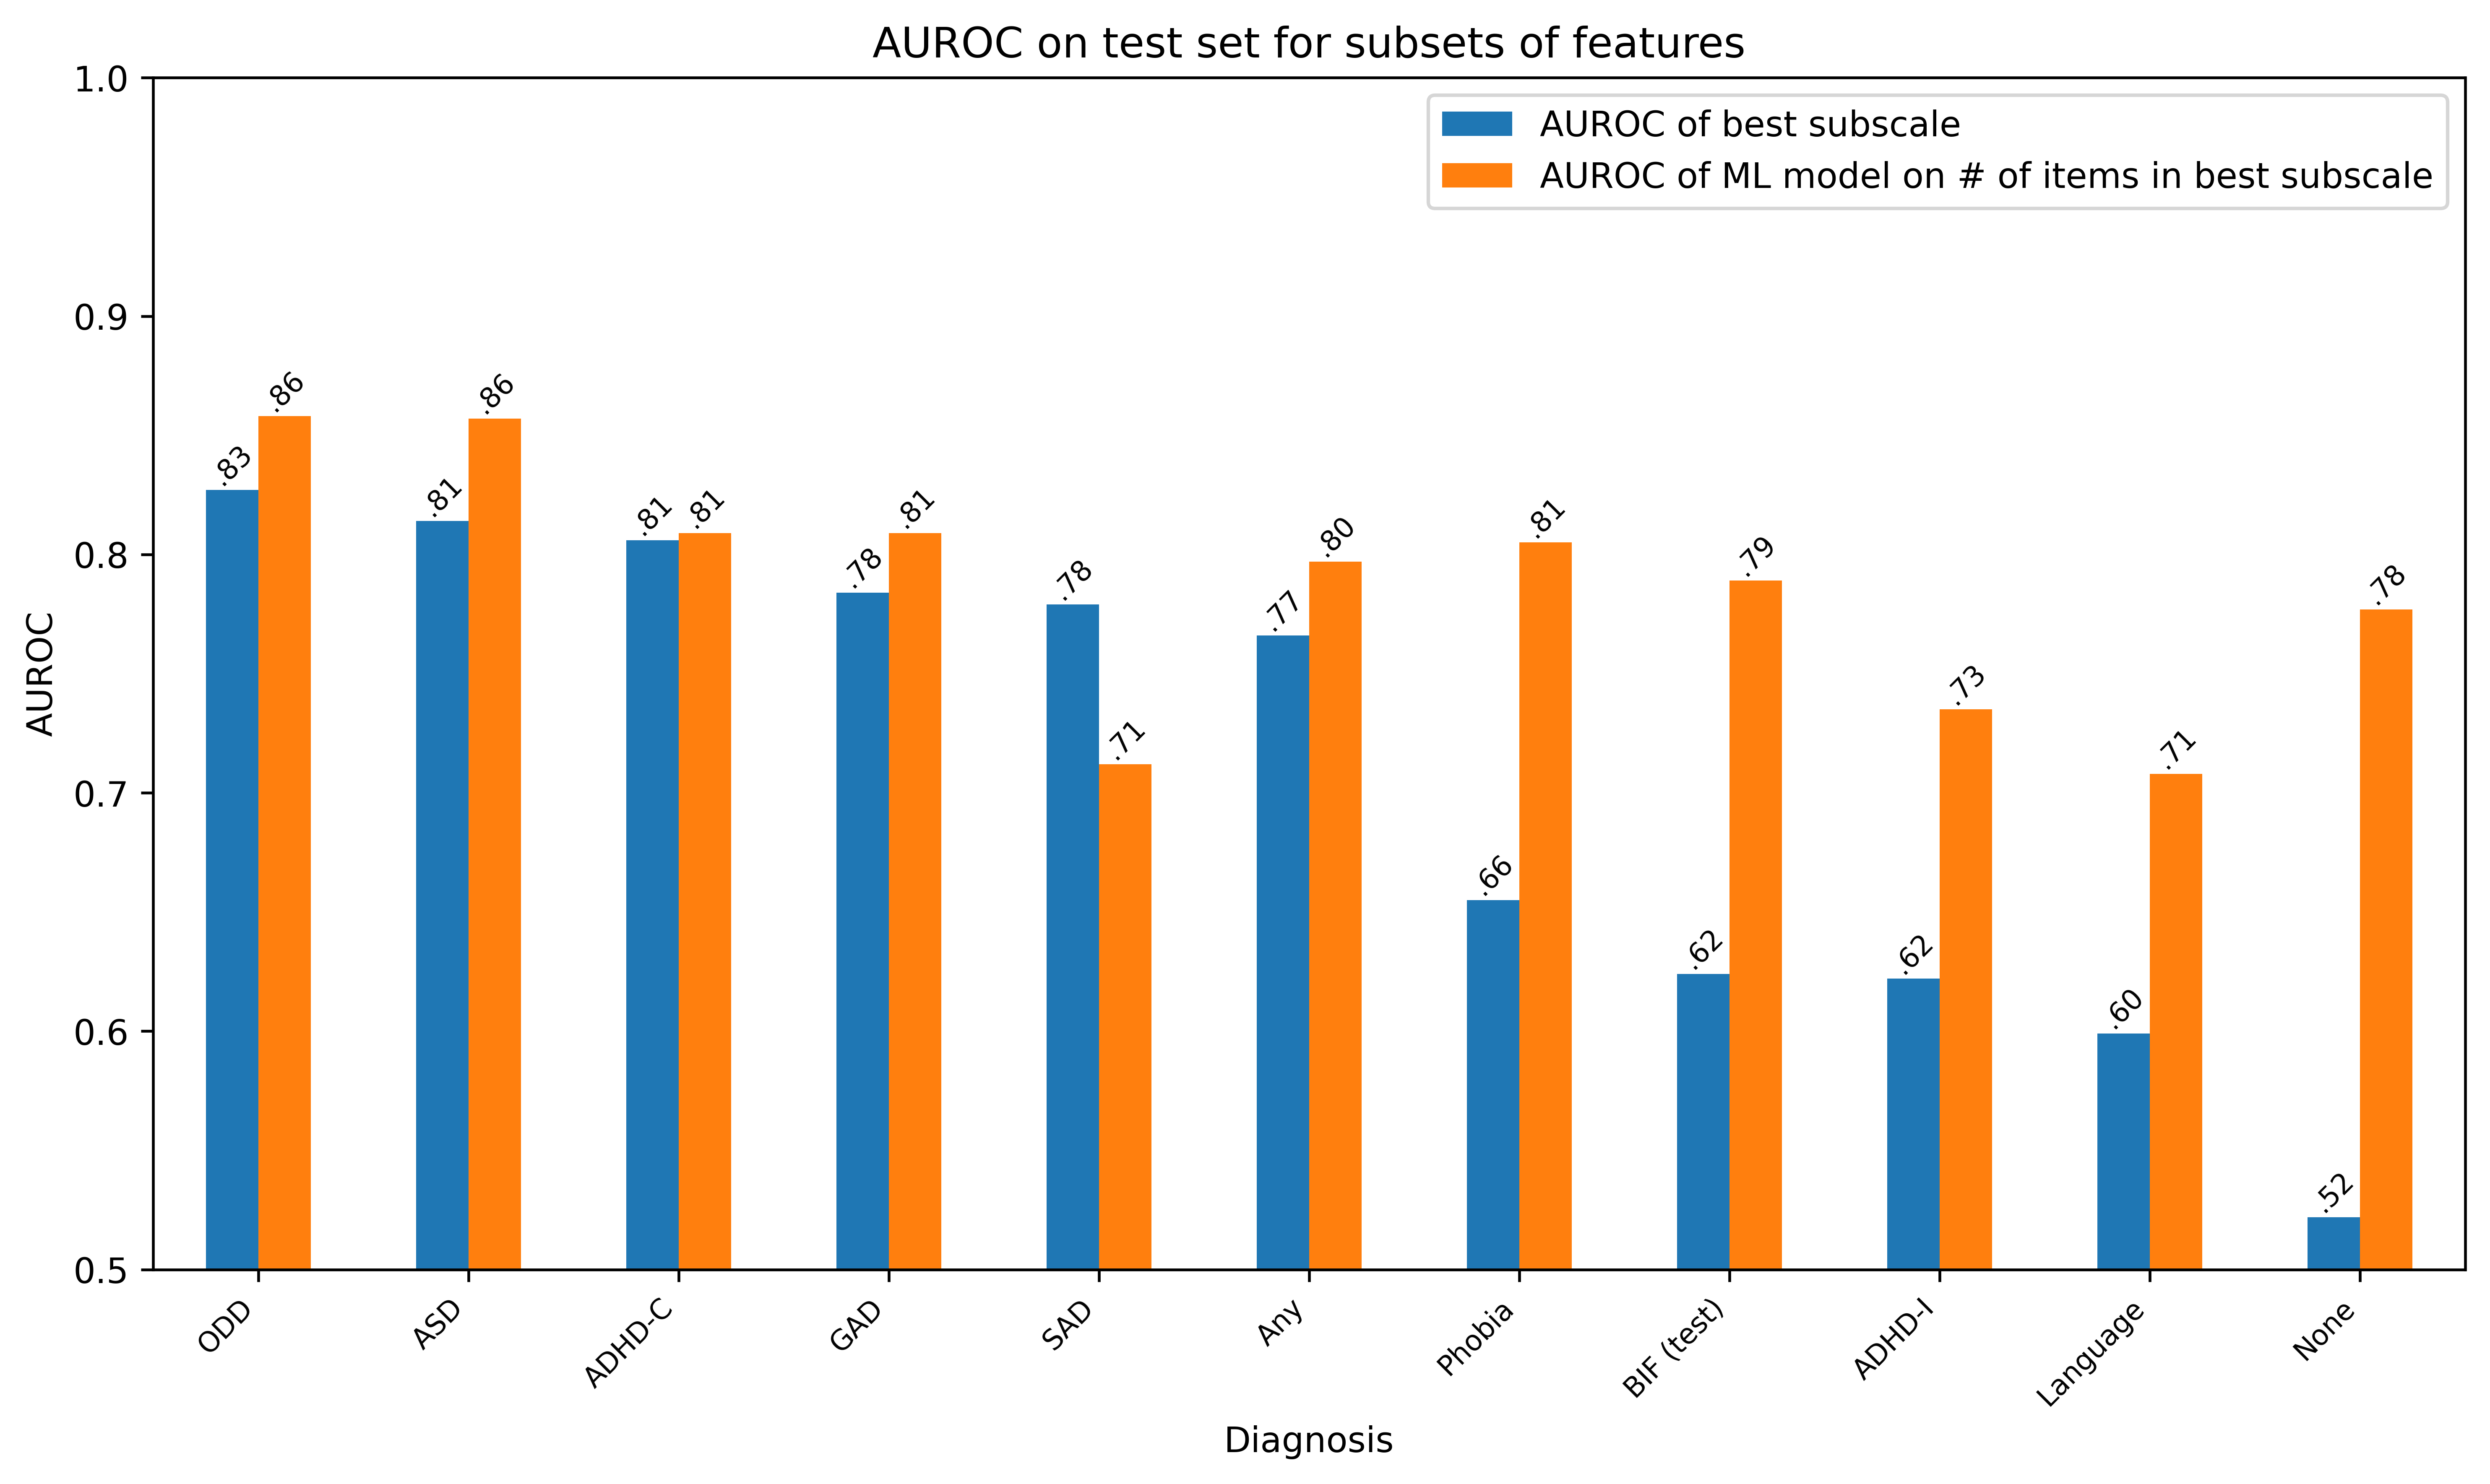 AUROC on test set for subsets of features
AUROC of best subscale
AUROC of ML model on # of items in best subscale
AUROC
1.0
0.9
0.8
0.7
0.6
0.5
.83
.86
.81
.86
.81
.81
.78
.81
.78
.71
.77
.80
.66
.81
.62
.79
.62
.73
.60
.71
.52
.78
ODD
ASD
ADHD-C
GAD
SAD
Any
Phobia
BIF (test)
ADHD-I
Language
None
Diagnosis